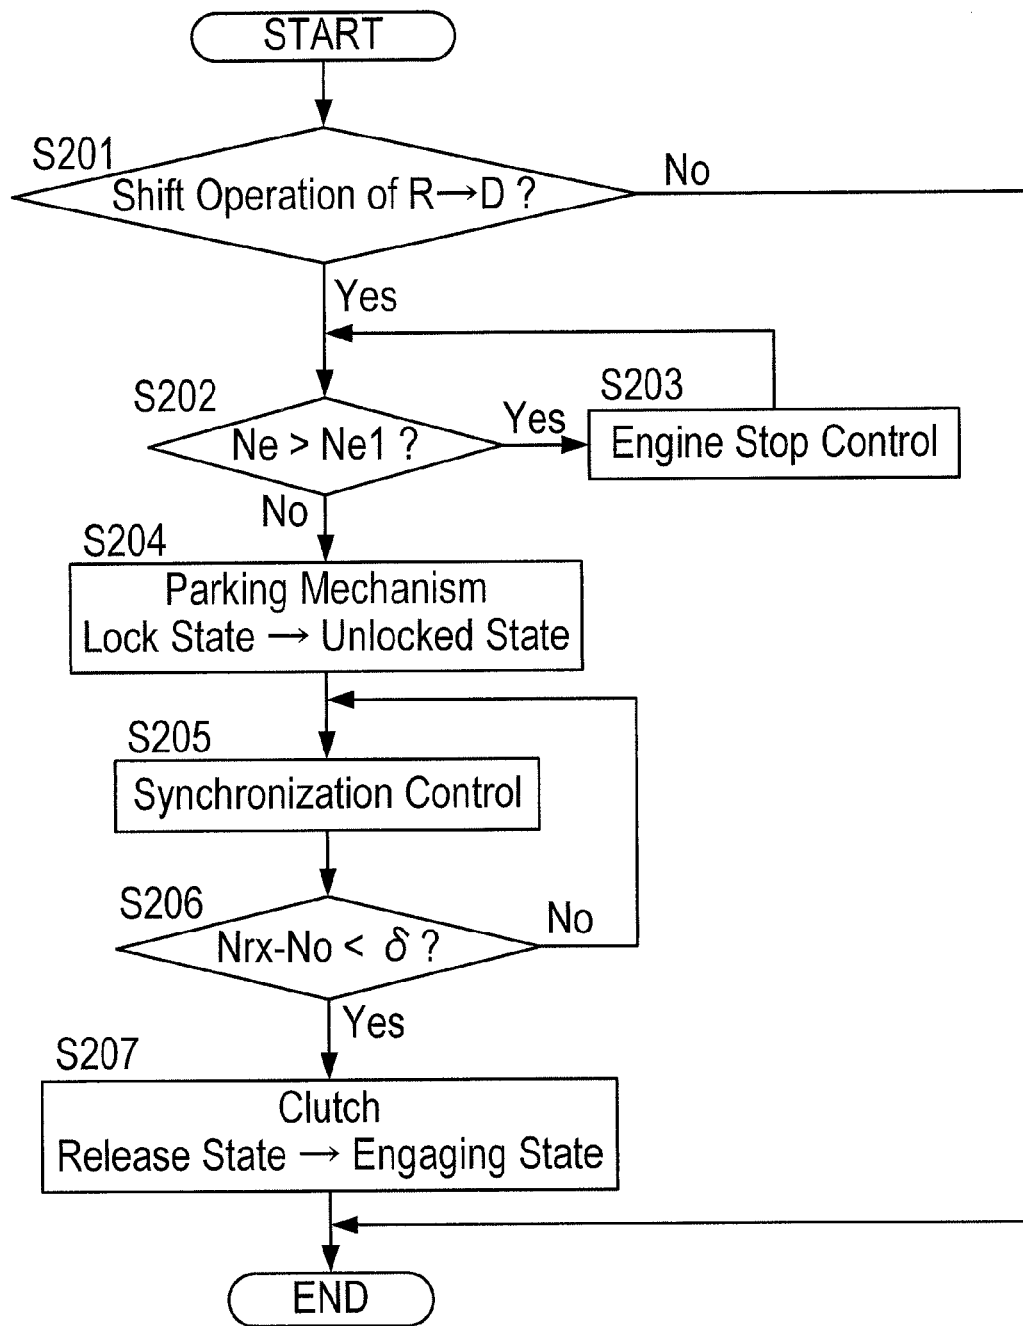 START
S201
Shift Operation of R→D ?
No
Yes
S202
Ne > Ne1 ?
Yes
S203
Engine Stop Control
No
S204
Parking Mechanism
Lock State → Unlocked State
S205
Synchronization Control
S206
Nrx-No < δ ?
No
Yes
S207
Clutch
Release State → Engaging State
END